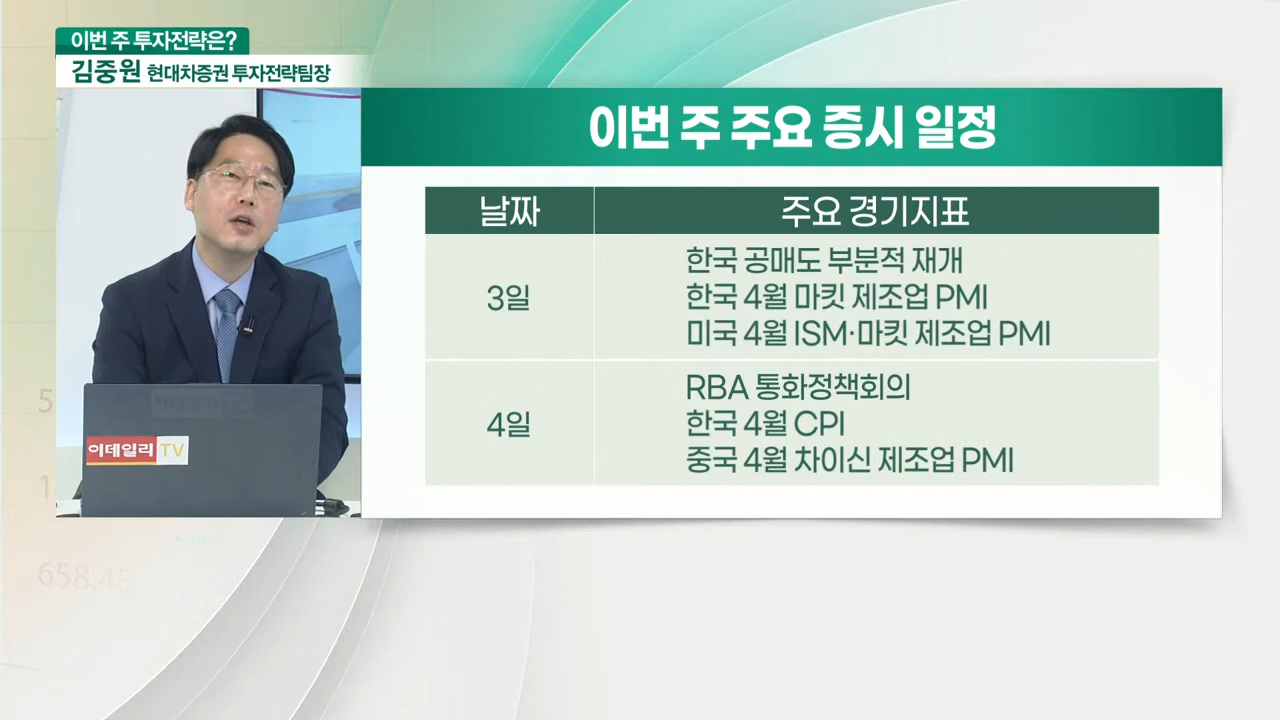 이번 주 투자전략은?
김중원 현대차증권 투자전략팀장
이번 주 주요 증시 일정
날짜 주요 경기지표
3일
한국 공매도 부분적 재개
한국 4월 마킷 제조업 PMI
미국 4월 ISM·마킷 제조업 PMI
4일
RBA 통화정책회의
한국 4월 CPI
중국 4월 차이신 제조업 PMI
이데일리 TV
658.48